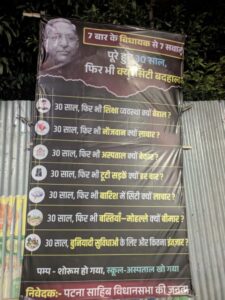 7 बार के विधायक से 7 सवाल
पूरे हुए 30 साल,
फिर भी क्यों सिटी बदहाल
30 साल, फिर भी शिक्षा व्यवस्था क्यों बेहाल ?
30 साल, फिर भी नौजवान क्यों लाचार ?
30 साल, फिर भी अस्पताल क्यों बेकार ?
30 साल, फिर भी टूटी सड़कें क्यों हर बार ?
30 साल, फिर भी बारिश में सिटी क्यों लाचार ?
30 साल, फिर भी बस्तियाँ–मोहल्ले क्यों बीमार ?
30 साल, बुनियादी सुविधाओं के लिए और कितना इंतज़ार ?
पम्प - शोरूम हो गया, स्कूल-अस्पताल खो गया
निवेदक:- पटना साहिब विधानसभा की जनता